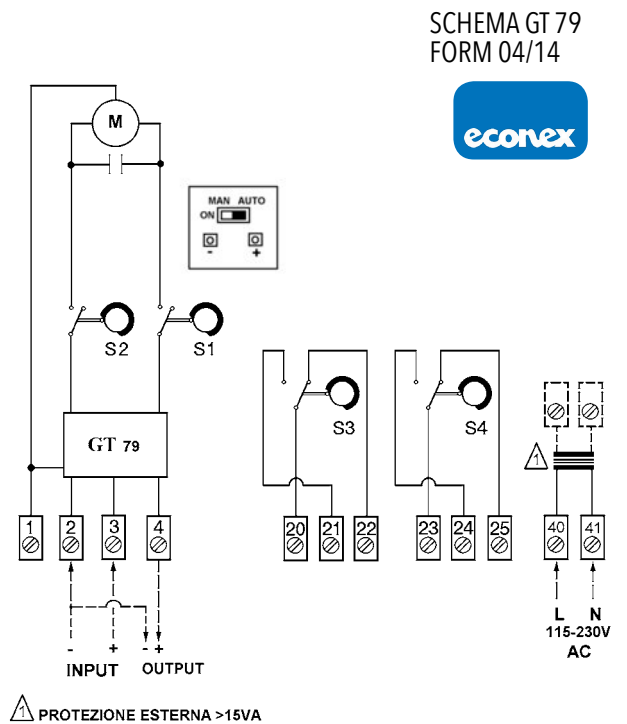 SCHEMA GT 79
FORM 04/14
econex
M
MAN AUTO
ON
- +
S2 S1
S3 S4
GT 79
1
1 2 3 4 20 21 22 23 24 25 40 41
- + - +
INPUT OUTPUT
L N
115-230V
AC
1 PROTEZIONE ESTERNA >15VA